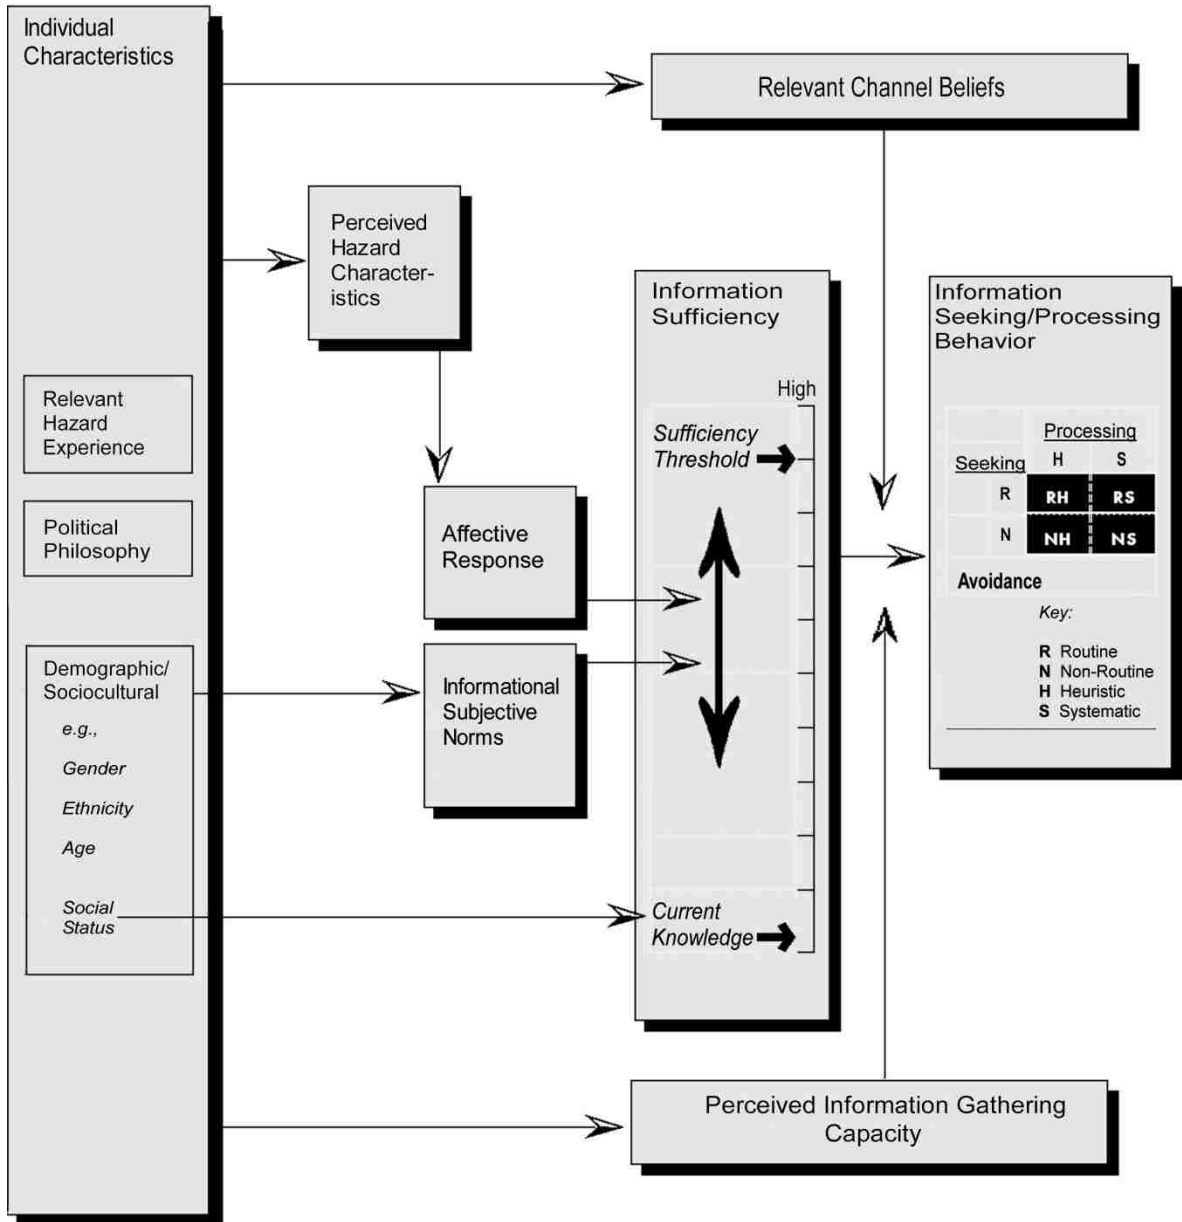 Individual
Characteristics
Relevant
Hazard
Experience
Political
Philosophy
Demographic/
Sociocultural
e.g.,
Gender
Ethnicity
Age
Social
Status
Perceived
Hazard
Character-
istics
Affective
Response
Informational
Subjective
Norms
Relevant Channel Beliefs
Information
Sufficiency
High
Sufficiency
Threshold
Current
Knowledge
Perceived Information Gathering
Capacity
Information
Seeking/Processing
Behavior
Processing
Seeking H S
R RH RS
N NH NS
Avoidance
Key:
R Routine
N Non-Routine
H Heuristic
S Systematic